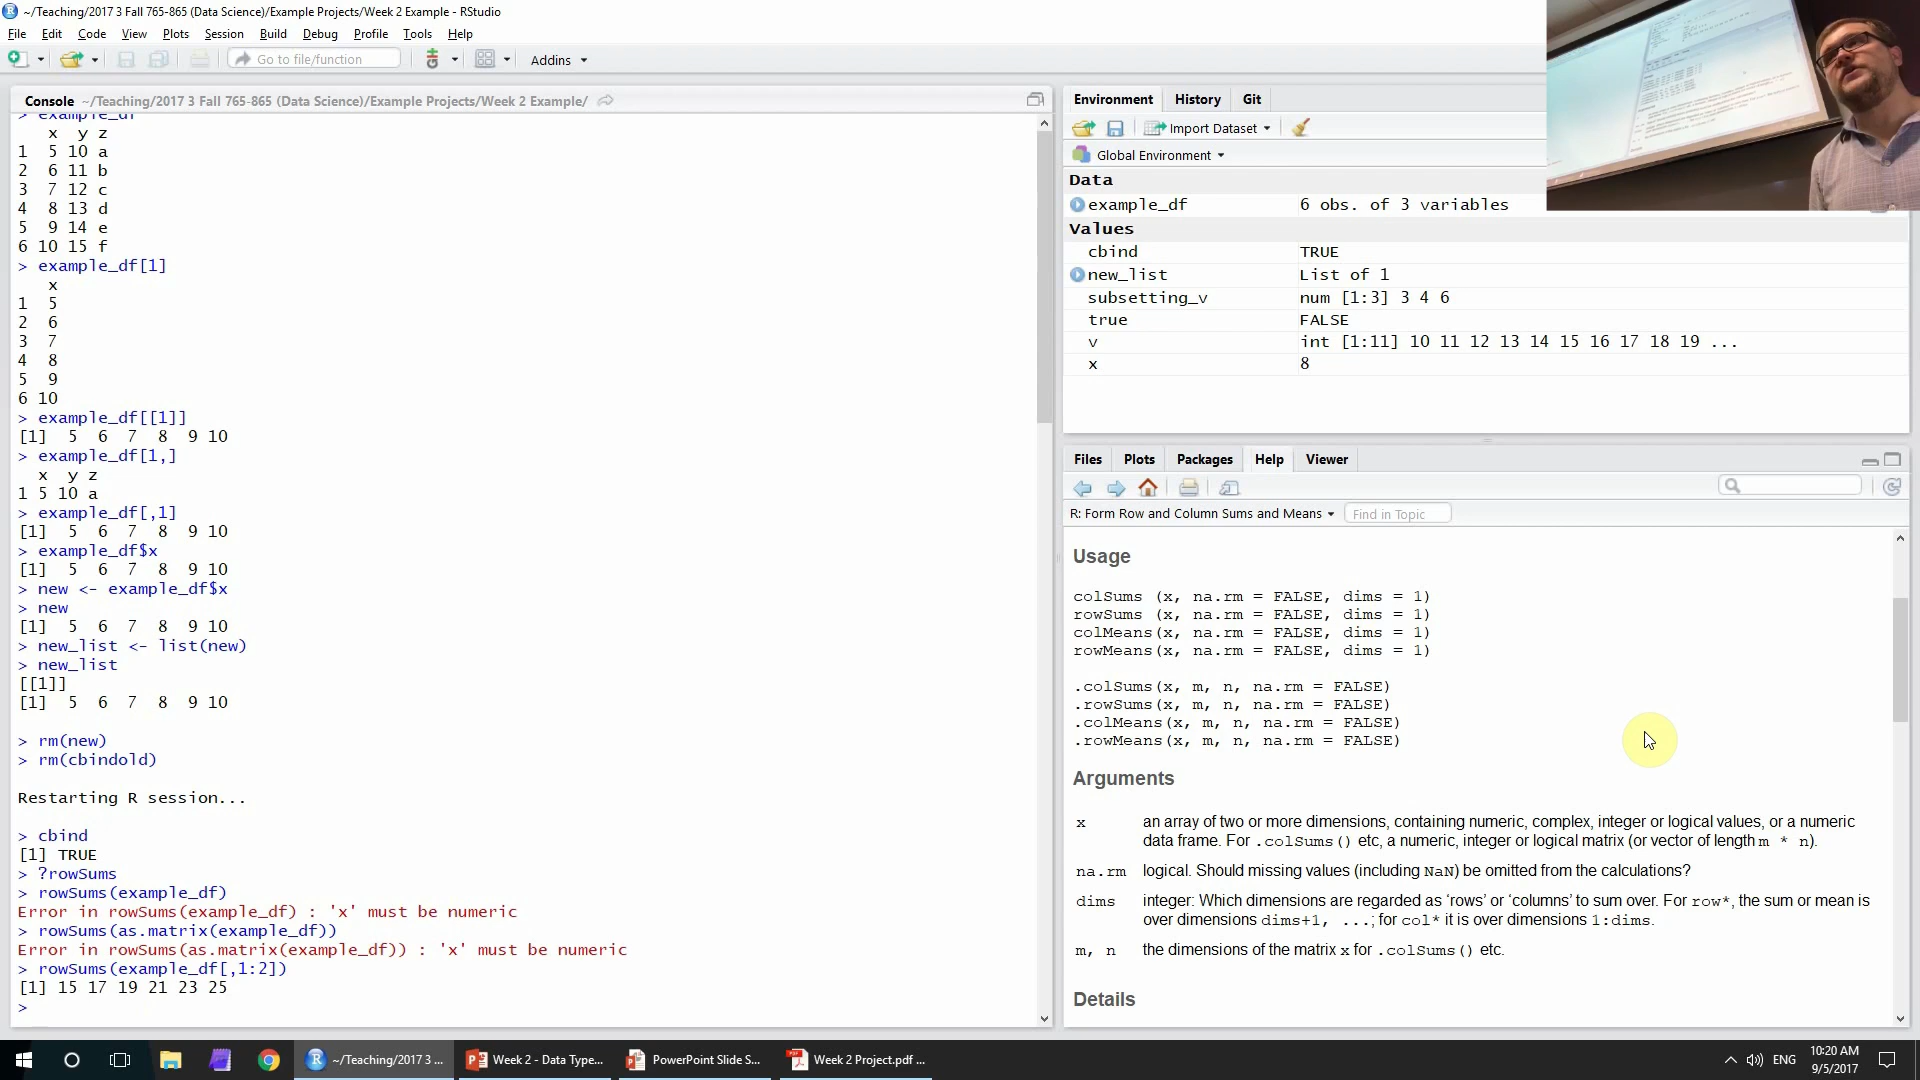 ~/Teaching/2017 3 Fall 765-865 (Data Science)/Example Projects/Week 2 Example - RStudio
File Edit Code View Plots Session Build Debug Profile Tools Help
Go to file/function Addins
Console ~/Teaching/2017 3 Fall 765-865 (Data Science)/Example Projects/Week 2 Example/
> example_df
x y z
1 5 10 a
2 6 11 b
3 7 12 c
4 8 13 d
5 9 14 e
6 10 15 f
> example_df[1]
x
1 5
2 6
3 7
4 8
5 9
6 10
> example_df[[1]]
[1] 5 6 7 8 9 10
> example_df[1,]
x y z
1 5 10 a
> example_df[,1]
[1] 5 6 7 8 9 10
> example_df$x
[1] 5 6 7 8 9 10
> new <- example_df$x
> new
[1] 5 6 7 8 9 10
> new_list <- list(new)
> new_list
[[1]]
[1] 5 6 7 8 9 10
> rm(new)
> rm(cbindold)
Restarting R session...
> cbind
[1] TRUE
> ?rowSums
> rowSums(example_df)
Error in rowSums(example_df) : 'x' must be numeric
> rowSums(as.matrix(example_df))
Error in rowSums(as.matrix(example_df)) : 'x' must be numeric
> rowSums(example_df[,1:2])
[1] 15 17 19 21 23 25
>
Environment History Git
Import Dataset
Global Environment
Data
example_df 6 obs. of 3 variables
Values
cbind TRUE
new_list List of 1
subsetting_v num [1:3] 3 4 6
true FALSE
v int [1:11] 10 11 12 13 14 15 16 17 18 19 ...
x 8
Files Plots Packages Help Viewer
R: Form Row and Column Sums and Means Find in Topic
Usage
colSums (x, na.rm = FALSE, dims = 1)
rowSums (x, na.rm = FALSE, dims = 1)
colMeans(x, na.rm = FALSE, dims = 1)
rowMeans(x, na.rm = FALSE, dims = 1)
.colSums(x, m, n, na.rm = FALSE)
.rowSums(x, m, n, na.rm = FALSE)
.colMeans(x, m, n, na.rm = FALSE)
.rowMeans(x, m, n, na.rm = FALSE)
Arguments
x an array of two or more dimensions, containing numeric, complex, integer or logical values, or a numeric
data frame. For .colSums() etc, a numeric, integer or logical matrix (or vector of length m * n).
na.rm logical. Should missing values (including NaN) be omitted from the calculations?
dims integer: Which dimensions are regarded as ‘rows’ or ‘columns’ to sum over. For row*, the sum or mean is
over dimensions dims+1, ...; for col* it is over dimensions 1:dims.
m, n the dimensions of the matrix x for .colSums() etc.
Details
~/Teaching/2017 3 ... Week 2 - Data Type... PowerPoint Slide S... Week 2 Project.pdf ... ENG 10:20 AM
9/5/2017